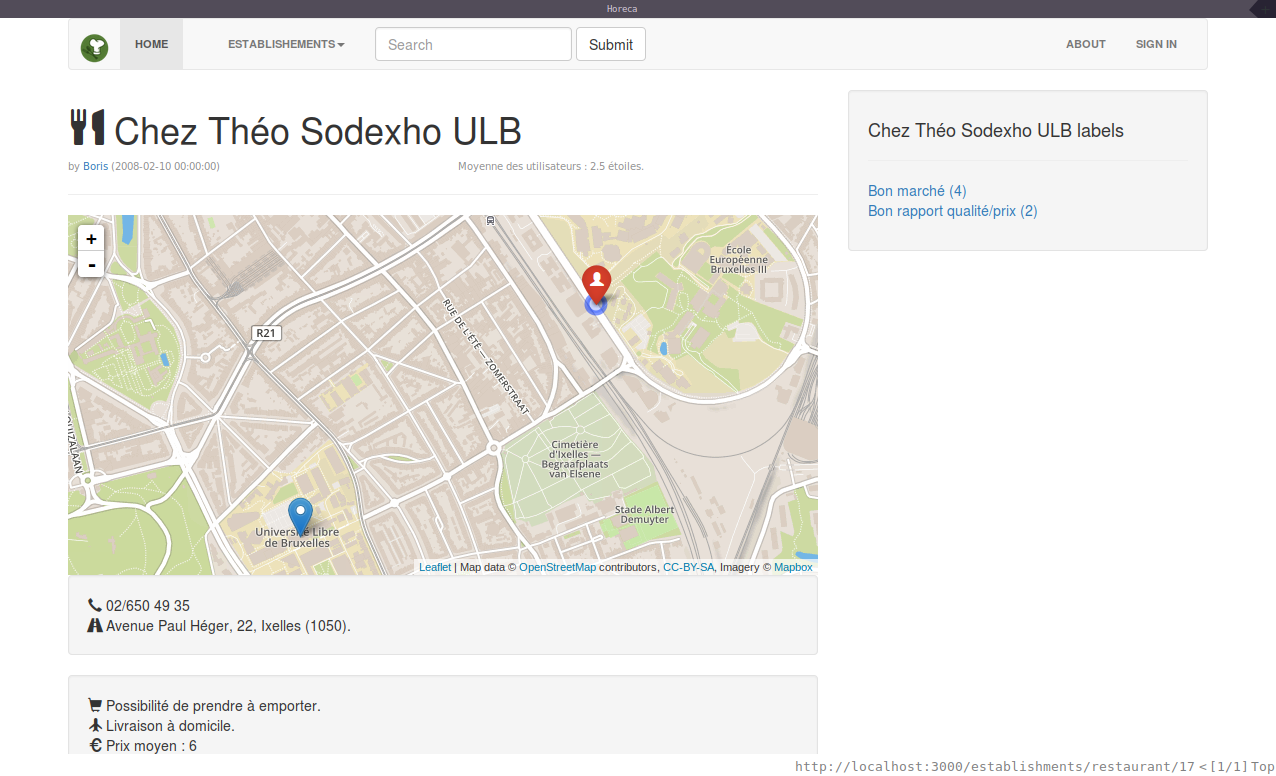 Horeca
HOME
ESTABLISHEMENTS
Search
Submit
ABOUT
SIGN IN
Chez Théo Sodexho ULB
by Boris (2008-02-10 00:00:00)
Moyenne des utilisateurs : 2.5 étoiles.
Chez Théo Sodexho ULB labels
Bon marché (4)
Bon rapport qualité/prix (2)
+
-
R21
RUE DE L'ÉTÉ — ZOMERSTRAAT
École
Européenne
Bruxelles III
Cimetière
d'Ixelles —
Begraafplaats
van Elsene
Stade Albert
Demuyter
Université Libre
de Bruxelles
Leaflet | Map data © OpenStreetMap contributors, CC-BY-SA, Imagery © Mapbox
02/650 49 35
Avenue Paul Héger, 22, Ixelles (1050).
Possibilité de prendre à emporter.
Livraison à domicile.
Prix moyen : 6
http://localhost:3000/establishments/restaurant/17 < [1/1] Top